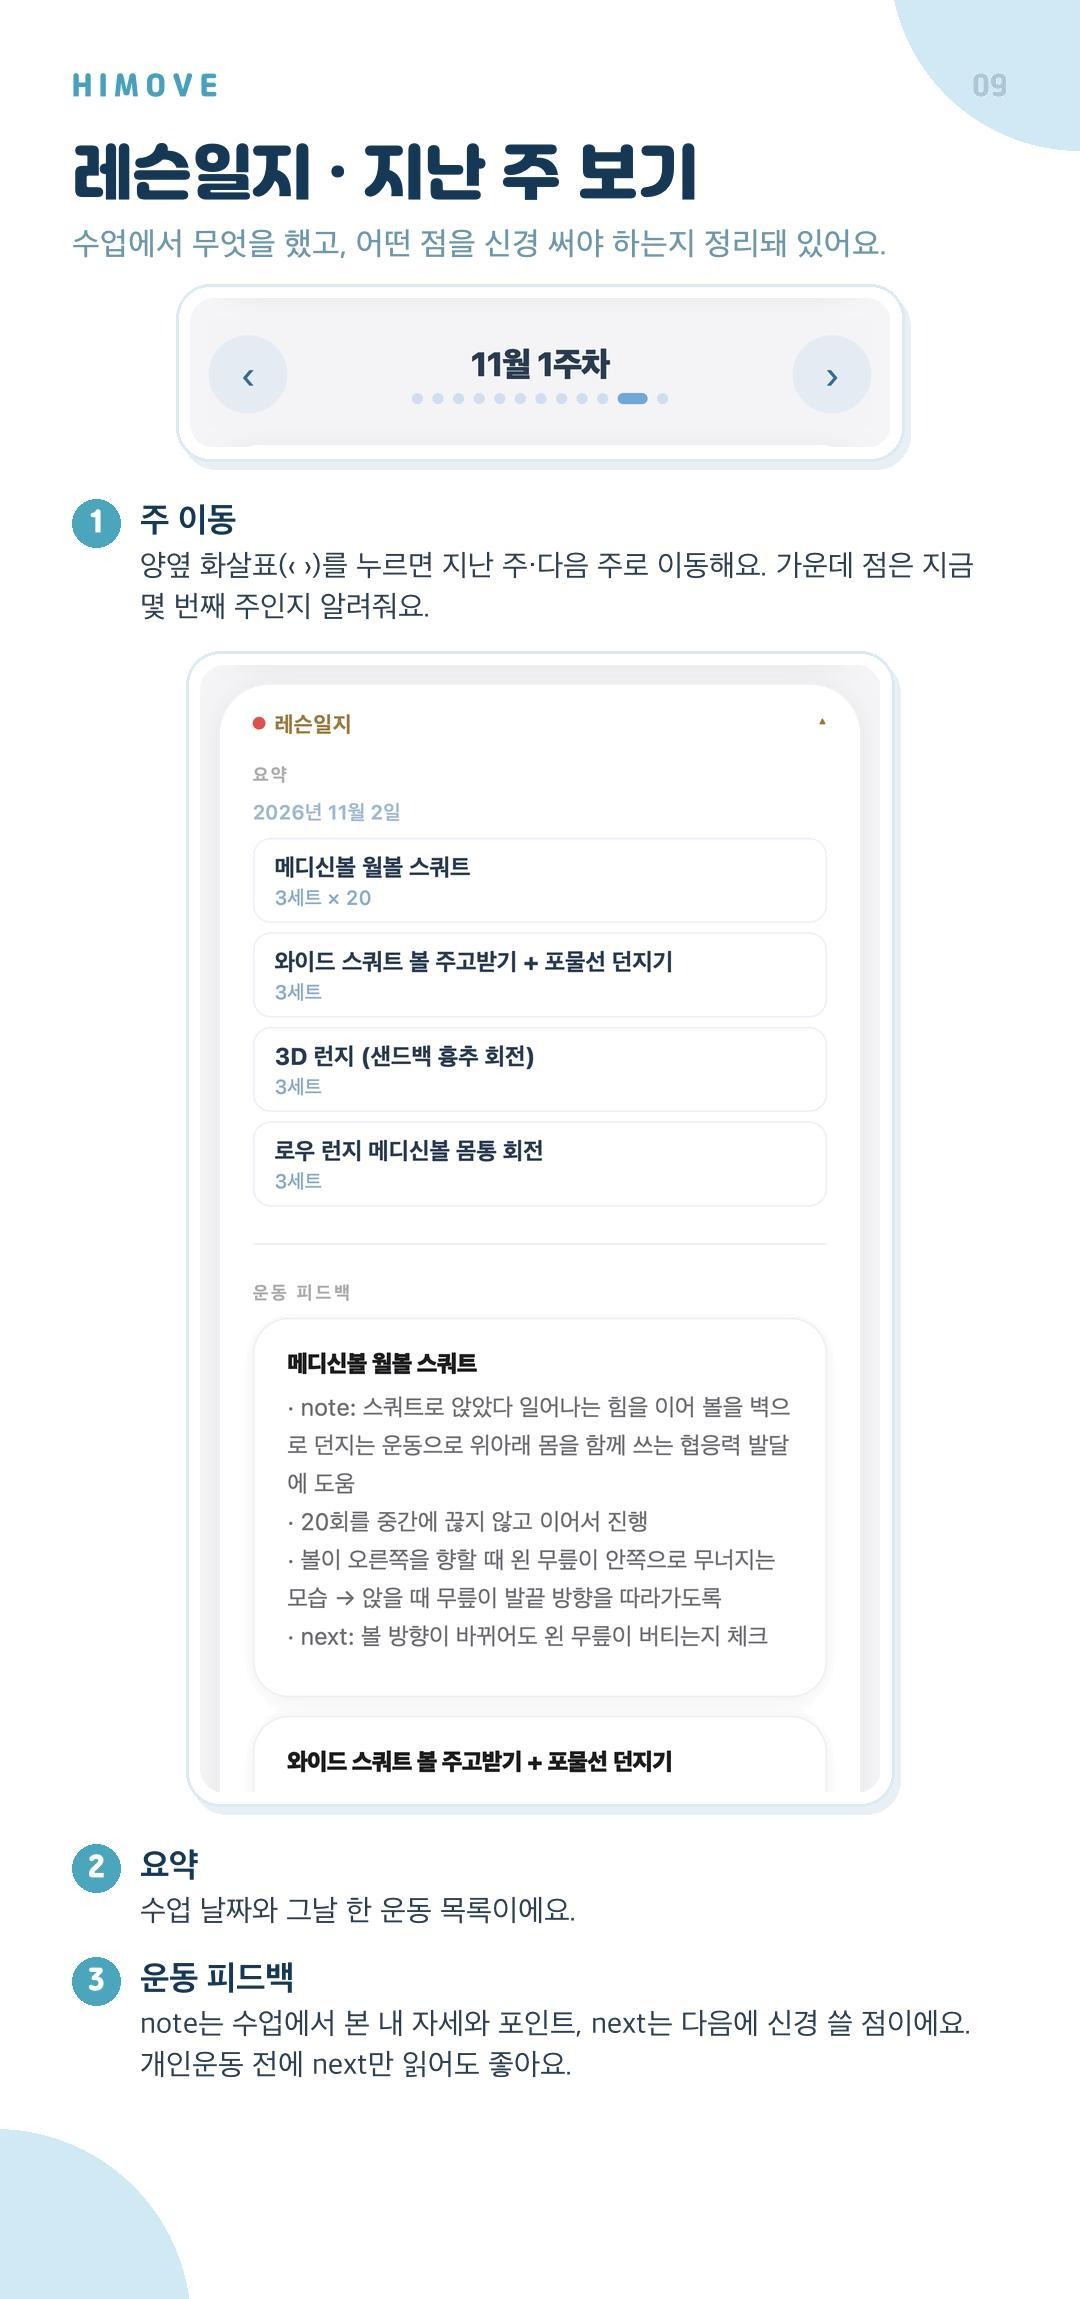 HIMOVE
09
레슨일지 · 지난 주 보기
수업에서 무엇을 했고, 어떤 점을 신경 써야 하는지 정리돼 있어요.
‹
11월 1주차
›
1
주 이동
양옆 화살표(‹ ›)를 누르면 지난 주·다음 주로 이동해요. 가운데 점은 지금
몇 번째 주인지 알려줘요.
레슨일지
요약
2026년 11월 2일
메디신볼 월볼 스쿼트
3세트 × 20
와이드 스쿼트 볼 주고받기 + 포물선 던지기
3세트
3D 런지 (샌드백 흉추 회전)
3세트
로우 런지 메디신볼 몸통 회전
3세트
운동 피드백
메디신볼 월볼 스쿼트
· note: 스쿼트로 앉았다 일어나는 힘을 이어 볼을 벽으
로 던지는 운동으로 위아래 몸을 함께 쓰는 협응력 발달
에 도움
· 20회를 중간에 끊지 않고 이어서 진행
· 볼이 오른쪽을 향할 때 왼 무릎이 안쪽으로 무너지는
모습 → 앉을 때 무릎이 발끝 방향을 따라가도록
· next: 볼 방향이 바뀌어도 왼 무릎이 버티는지 체크
와이드 스쿼트 볼 주고받기 + 포물선 던지기
2
요약
수업 날짜와 그날 한 운동 목록이에요.
3
운동 피드백
note는 수업에서 본 내 자세와 포인트, next는 다음에 신경 쓸 점이에요.
개인운동 전에 next만 읽어도 좋아요.